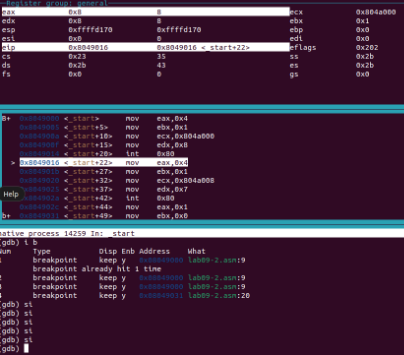 Register group: general
eax 0x8 8 ecx 0x804a000
edx 0x8 8 ebx 0x1
esp 0xffffd170 0xffffd170 ebp 0x0
esi 0x0 0 edi 0x0
eip 0x8049016 0x8049016 <_start+22> eflags 0x202
cs 0x23 35 ss 0x2b
ds 0x2b 43 es 0x2b
fs 0x0 0 gs 0x0
B+ 0x8049000 <_start> mov eax,0x4
0x8049005 <_start+5> mov ebx,0x1
0x804900a <_start+10> mov ecx,0x804a000
0x804900f <_start+15> mov edx,0x8
0x8049014 <_start+20> int 0x80
> 0x8049016 <_start+22> mov eax,0x4
0x804901b <_start+27> mov ebx,0x1
0x8049020 <_start+32> mov ecx,0x804a008
0x8049025 <_start+37> mov edx,0x7
0x804902a <_start+42> int 0x80
0x804902c <_start+44> mov eax,0x1
b+ 0x8049031 <_start+49> mov ebx,0x0
Help
native process 14259 In: _start
(gdb) i b
Num Type Disp Enb Address What
breakpoint keep y 0x08049000 lab09-2.asm:9
breakpoint already hit 1 time
2 breakpoint keep y 0x08049000 lab09-2.asm:9
3 breakpoint keep y 0x08049000 lab09-2.asm:9
4 breakpoint keep y 0x08049031 lab09-2.asm:20
(gdb) si
(gdb) si
(gdb) si
(gdb) si
(gdb) si
(gdb)